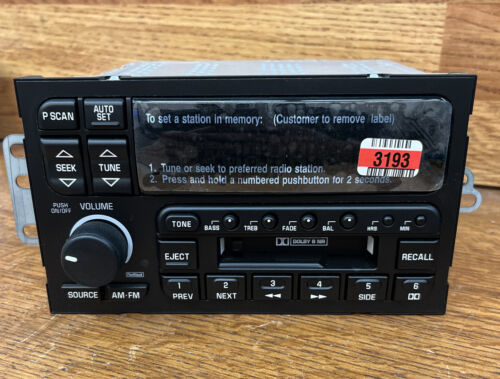 P SCAN
AUTO SET
To set a station in memory: (Customer to remove label)
3193
1. Tune or seek to preferred radio station.
2. Press and hold a numbered pushbutton for 2 seconds.
SEEK
TUNE
PUSH ON/OFF
VOLUME
TONE
BASS
TREB
FADE
BAL
HRS
MIN
DOLBY B NR
EJECT
RECALL
SOURCE
AM·FM
1 PREV
2 NEXT
3 ◄◄
4 ►►
5 SIDE
6